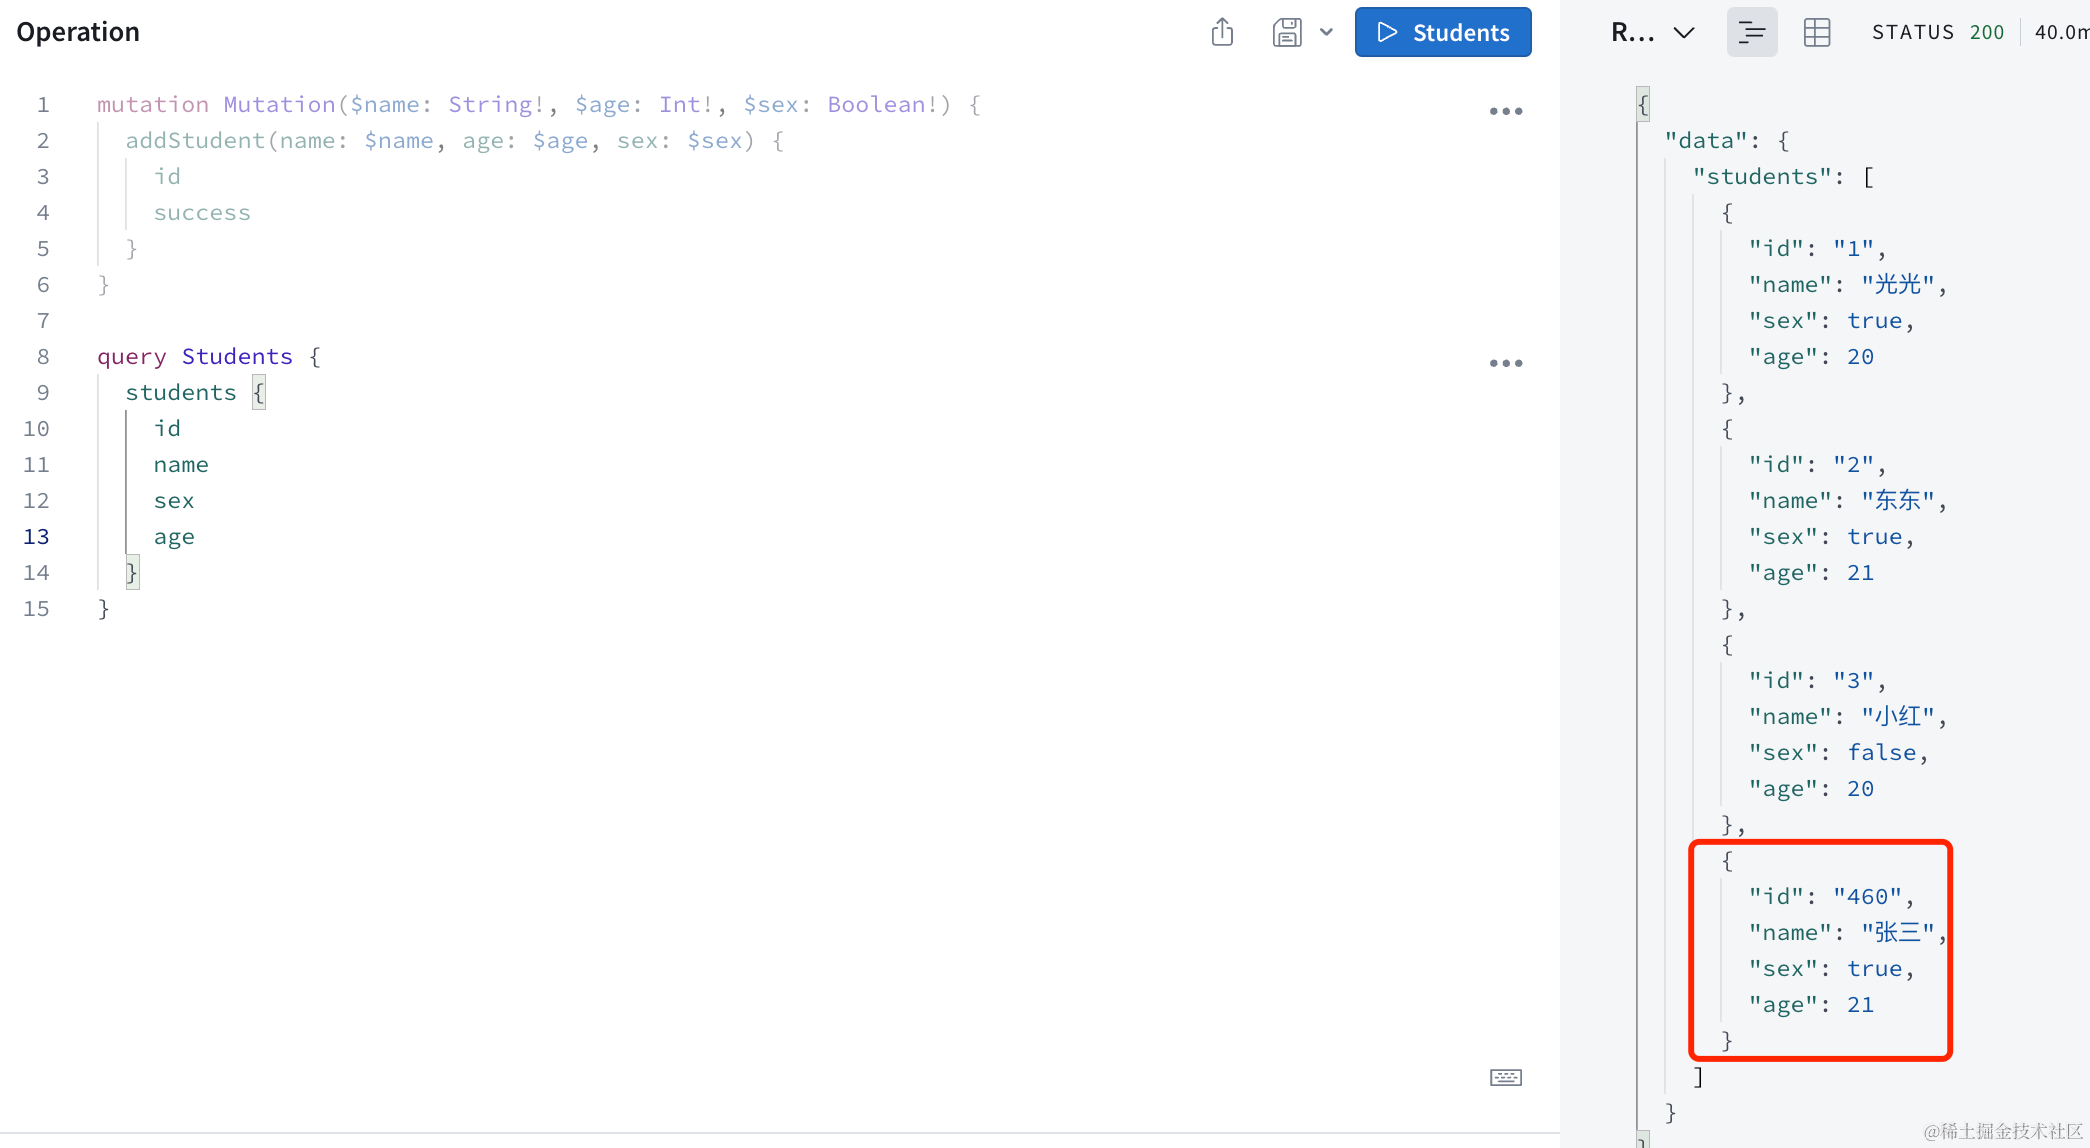 Operation
Students
1 mutation Mutation($name: String!, $age: Int!, $sex: Boolean!) {
2 addStudent(name: $name, age: $age, sex: $sex) {
3 id
4 success
5 }
6 }
7
8 query Students {
9 students {
10 id
11 name
12 sex
13 age
14 }
15 }
R... STATUS 200 40.0m
{
"data": {
"students": [
{
"id": "1",
"name": "光光",
"sex": true,
"age": 20
},
{
"id": "2",
"name": "东东",
"sex": true,
"age": 21
},
{
"id": "3",
"name": "小红",
"sex": false,
"age": 20
},
{
"id": "460",
"name": "张三",
"sex": true,
"age": 21
}
]
}
}
@稀土掘金技术社区